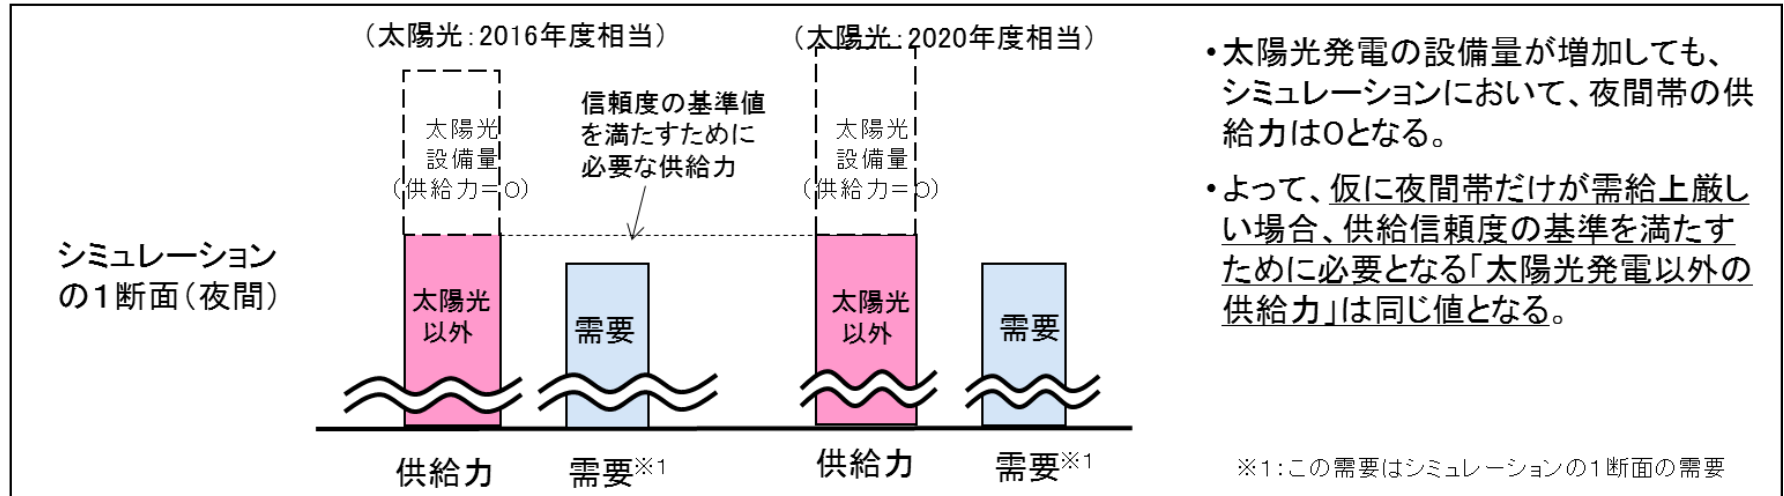 （太陽光：2016年度相当）
（太陽光：2020年度相当）
信頼度の基準値
を満たすために
必要な供給力
太陽光
設備量
（供給力＝０）
太陽光
設備量
（供給力＝０）
シミュレーション
の１断面（夜間）
太陽光
以外
需要
太陽光
以外
需要
供給力
需要※1
供給力
需要※1
・太陽光発電の設備量が増加しても、
シミュレーションにおいて、夜間帯の供
給力は０となる。
・よって、仮に夜間帯だけが需給上厳し
い場合、供給信頼度の基準を満たす
ために必要となる「太陽光発電以外の
供給力」は同じ値となる。
※1：この需要はシミュレーションの１断面の需要